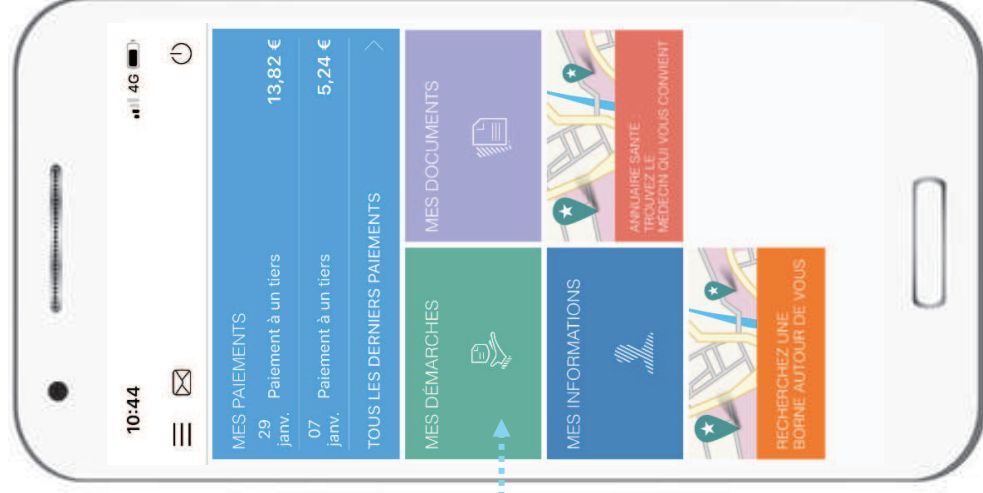 10:44
4G
MES PAIEMENTS
29 janv. Paiement à un tiers 13,82 €
07 janv. Paiement à un tiers 5,24 €
TOUS LES DERNIERS PAIEMENTS
MES DÉMARCHES
MES DOCUMENTS
MES INFORMATIONS
ANNUAIRE SANTÉ :
TROUVEZ LE
MÉDECIN QUI VOUS CONVIENT
RECHERCHEZ UNE
BORNE AUTOUR DE VOUS